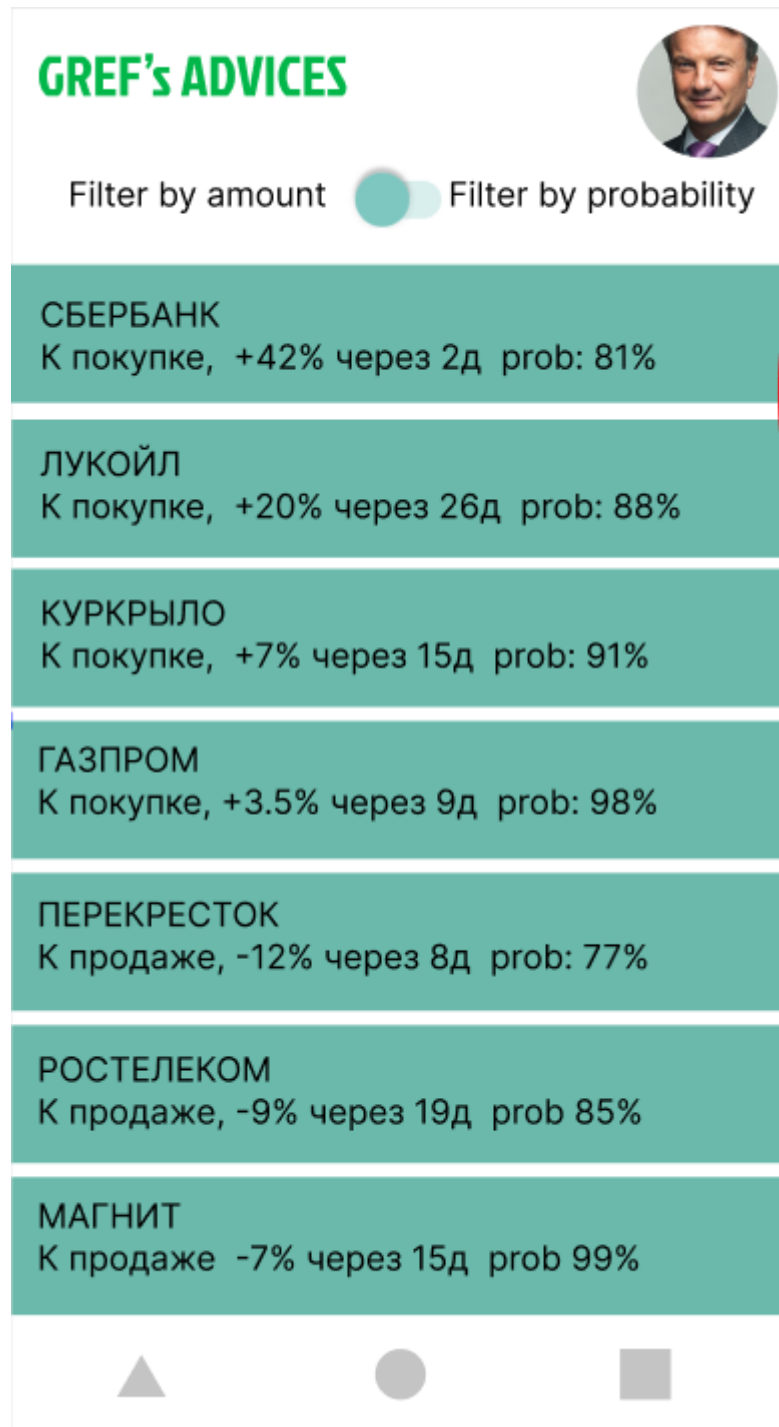 GREF's ADVICES
Filter by amount Filter by probability
СБЕРБАНК
К покупке, +42% через 2д prob: 81%
ЛУКОЙЛ
К покупке, +20% через 26д prob: 88%
КУРКРЫЛО
К покупке, +7% через 15д prob: 91%
ГАЗПРОМ
К покупке, +3.5% через 9д prob: 98%
ПЕРЕКРЕСТОК
К продаже, -12% через 8д prob: 77%
РОСТЕЛЕКОМ
К продаже, -9% через 19д prob 85%
МАГНИТ
К продаже -7% через 15д prob 99%